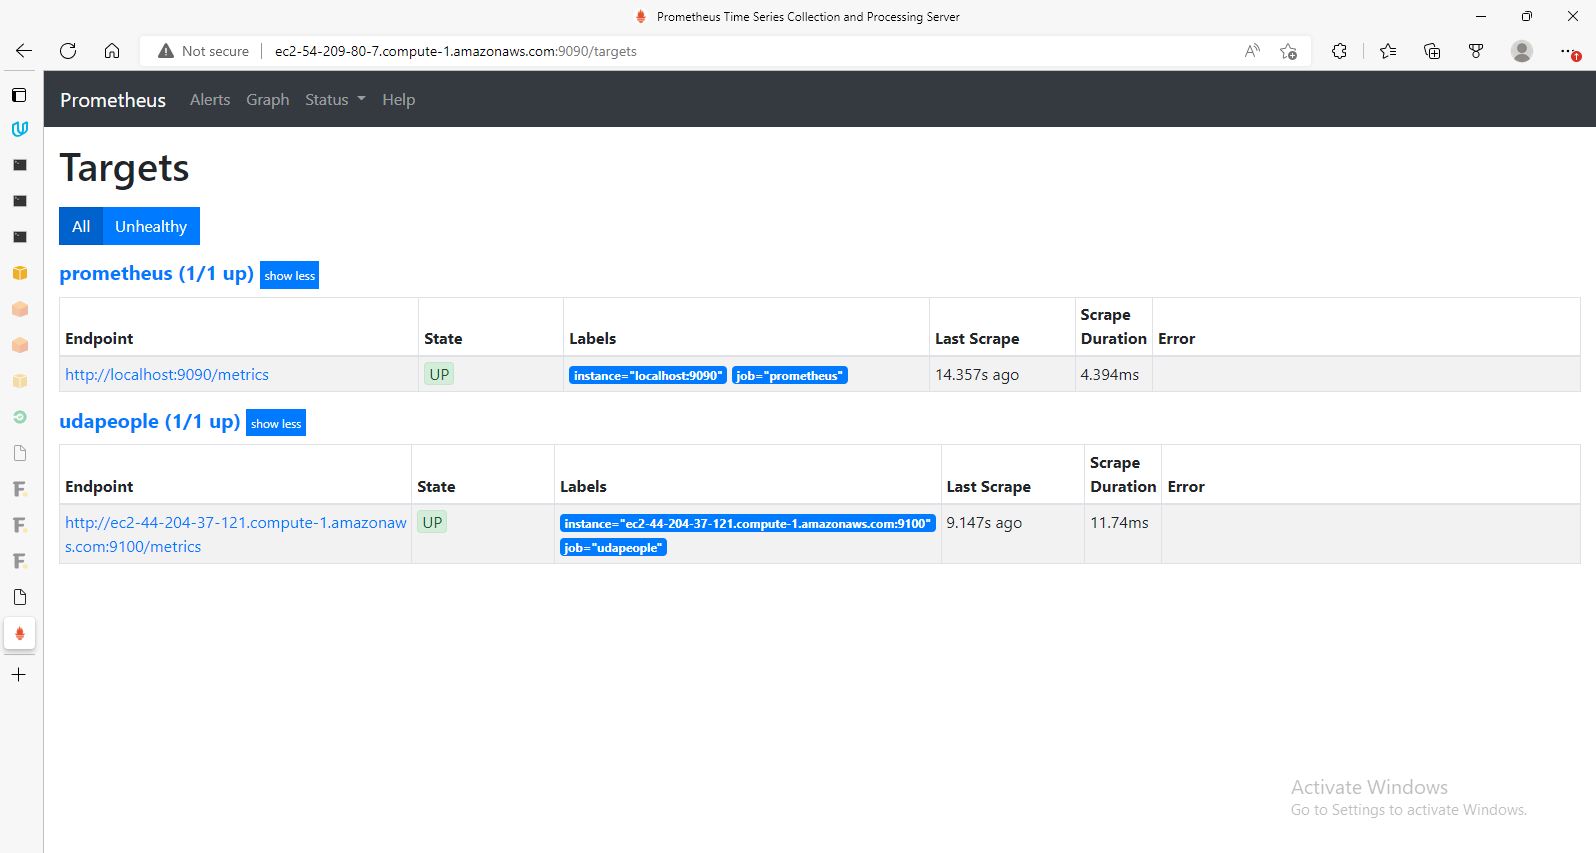 Prometheus Time Series Collection and Processing Server
Not secure ec2-54-209-80-7.compute-1.amazonaws.com:9090/targets
Prometheus Alerts Graph Status Help
Targets
All Unhealthy
prometheus (1/1 up) show less
Endpoint State Labels Last Scrape Scrape Duration Error
http://localhost:9090/metrics UP instance="localhost:9090" job="prometheus" 14.357s ago 4.394ms
udapeople (1/1 up) show less
Endpoint State Labels Last Scrape Scrape Duration Error
http://ec2-44-204-37-121.compute-1.amazonaw UP instance="ec2-44-204-37-121.compute-1.amazonaws.com:9100" 9.147s ago 11.74ms
s.com:9100/metrics job="udapeople"
Activate Windows
Go to Settings to activate Windows.